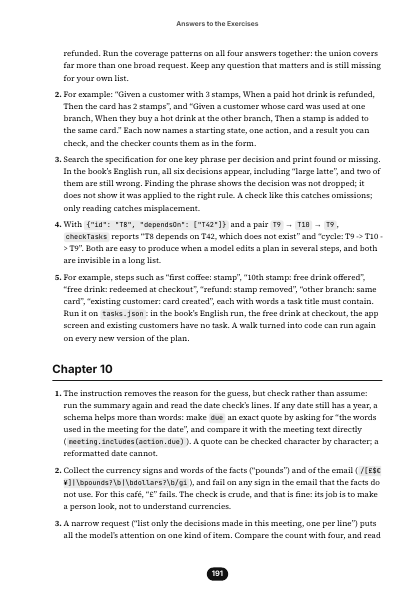 Answers to the Exercises
refunded. Run the coverage patterns on all four answers together: the union covers
far more than one broad request. Keep any question that matters and is still missing
for your own list.
2. For example: “Given a customer with 3 stamps, When a paid hot drink is refunded,
Then the card has 2 stamps”, and “Given a customer whose card was used at one
branch, When they buy a hot drink at the other branch, Then a stamp is added to
the same card.” Each now names a starting state, one action, and a result you can
check, and the checker counts them as in the form.
3. Search the specification for one key phrase per decision and print found or missing.
In the book’s English run, all six decisions appear, including “large latte”, and two of
them are still wrong. Finding the phrase shows the decision was not dropped; it
does not show it was applied to the right rule. A check like this catches omissions;
only reading catches misplacement.
4. With {"id": "T8", "dependsOn": ["T42"]} and a pair T9 → T10 → T9 ,
checkTasks reports “T8 depends on T42, which does not exist” and “cycle: T9 -> T10 -
> T9”. Both are easy to produce when a model edits a plan in several steps, and both
are invisible in a long list.
5. For example, steps such as “first coffee: stamp”, “10th stamp: free drink offered”,
“free drink: redeemed at checkout”, “refund: stamp removed”, “other branch: same
card”, “existing customer: card created”, each with words a task title must contain.
Run it on tasks.json: in the book’s English run, the free drink at checkout, the app
screen and existing customers have no task. A walk turned into code can run again
on every new version of the plan.
Chapter 10
1. The instruction removes the reason for the guess, but check rather than assume:
run the summary again and read the date check’s lines. If any date still has a year, a
schema helps more than words: make due an exact quote by asking for “the words
used in the meeting for the date”, and compare it with the meeting text directly
(meeting.includes(action.due)). A quote can be checked character by character; a
reformatted date cannot.
2. Collect the currency signs and words of the facts (“pounds”) and of the email (/[£$€
¥]|\bpounds?\b|\bdollars?\b/gi), and fail on any sign in the email that the facts do
not use. For this café, “£” fails. The check is crude, and that is fine: its job is to make
a person look, not to understand currencies.
3. A narrow request (“list only the decisions made in this meeting, one per line”) puts
all the model’s attention on one kind of item. Compare the count with four, and read
191